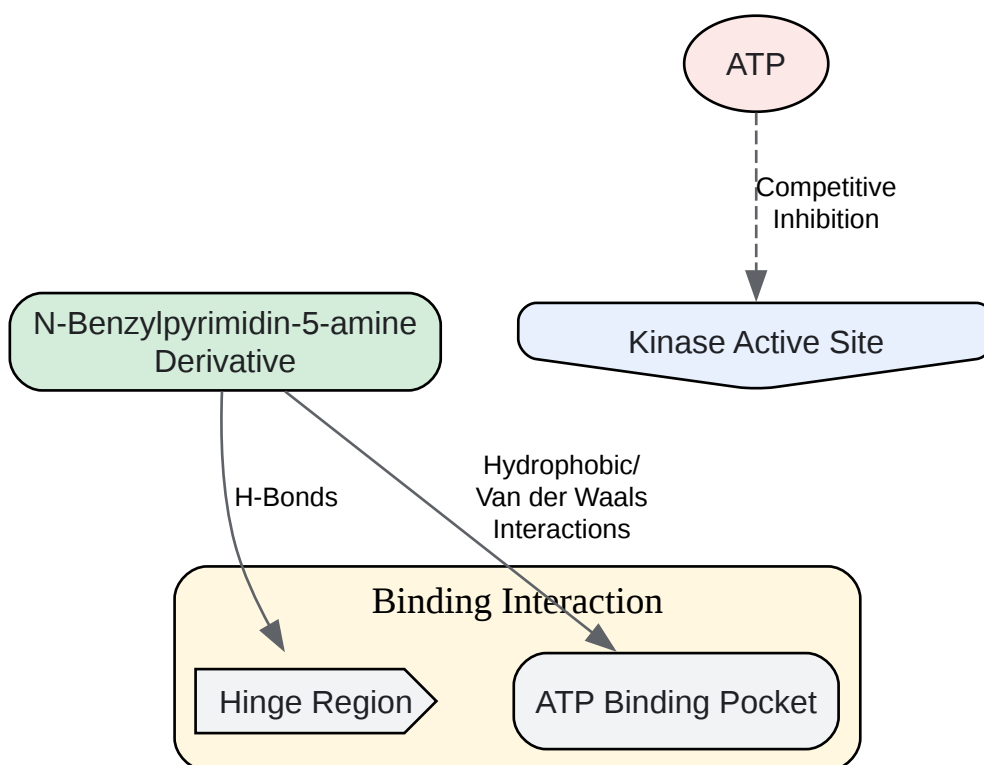 ATP
Competitive
Inhibition
N-Benzylpyrimidin-5-amine
Derivative
Kinase Active Site
H-Bonds
Hydrophobic/
Van der Waals
Interactions
Binding Interaction
Hinge Region
ATP Binding Pocket